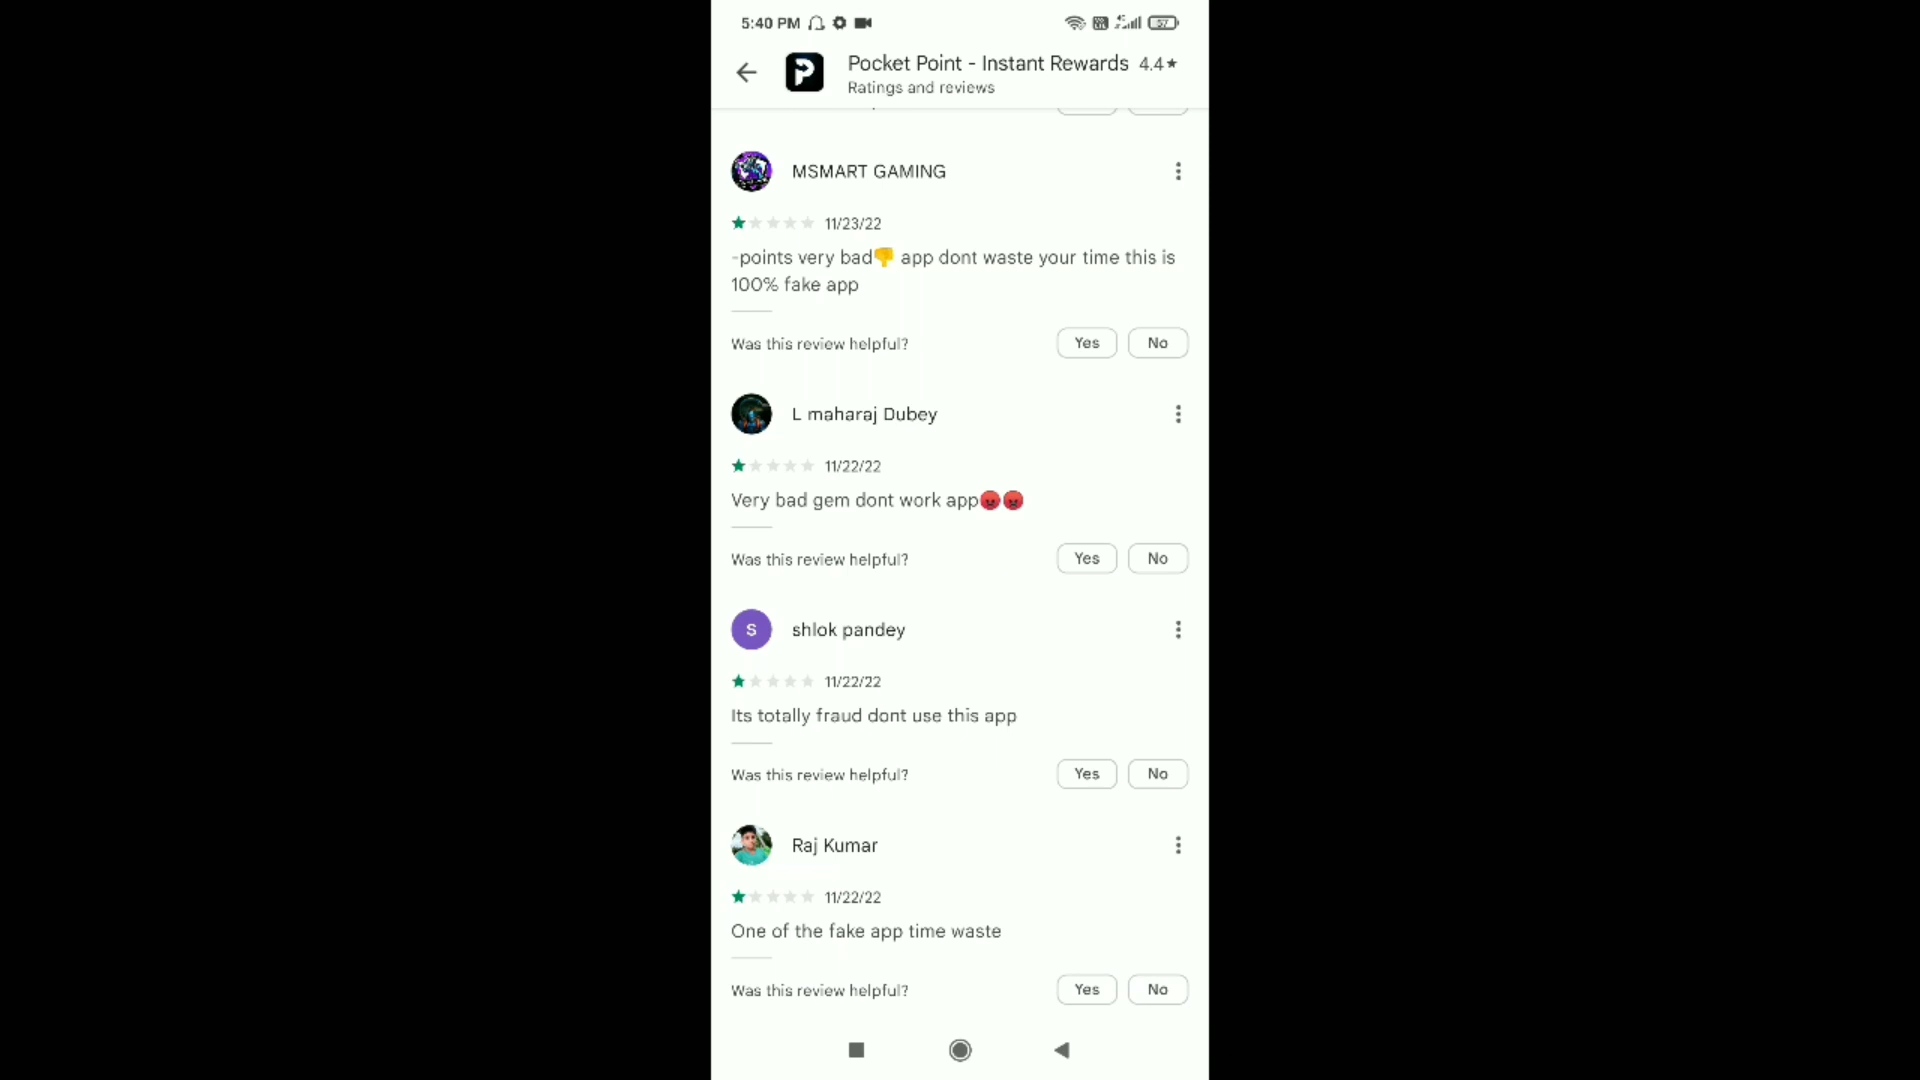 5:40 PM 57
Pocket Point - Instant Rewards 4.4★
Ratings and reviews
MSMART GAMING
11/23/22
-points very bad👎 app dont waste your time this is
100% fake app
Was this review helpful? Yes No
L maharaj Dubey
11/22/22
Very bad gem dont work app😡😡
Was this review helpful? Yes No
S shlok pandey
11/22/22
Its totally fraud dont use this app
Was this review helpful? Yes No
Raj Kumar
11/22/22
One of the fake app time waste
Was this review helpful? Yes No